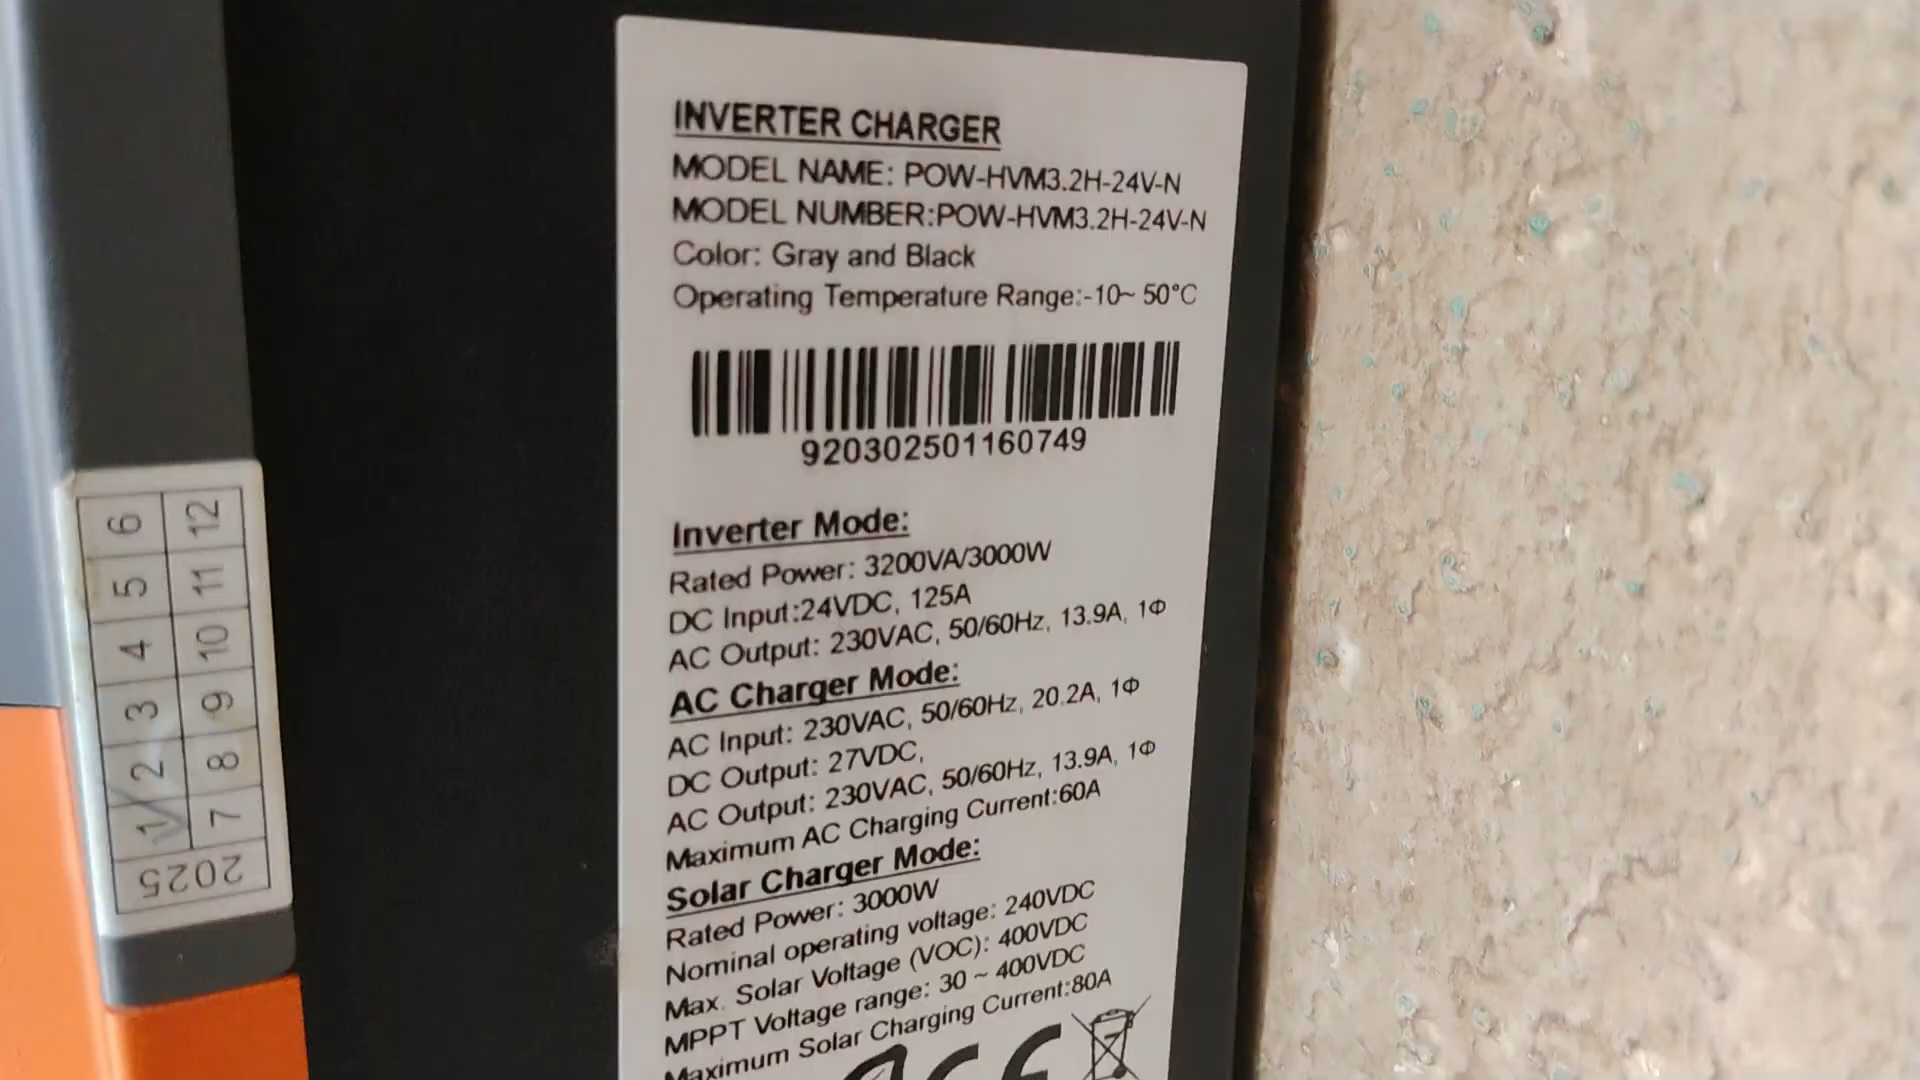 INVERTER CHARGER
MODEL NAME: POW-HVM3.2H-24V-N
MODEL NUMBER:POW-HVM3.2H-24V-N
Color: Gray and Black
Operating Temperature Range:-10~ 50°C
920302501160749
Inverter Mode:
Rated Power: 3200VA/3000W
DC Input:24VDC, 125A
AC Output: 230VAC, 50/60Hz, 13.9A, 1Φ
AC Charger Mode:
AC Input: 230VAC, 50/60Hz, 20.2A, 1Φ
DC Output: 27VDC,
AC Output: 230VAC, 50/60Hz, 13.9A, 1Φ
Maximum AC Charging Current:60A
Solar Charger Mode:
Rated Power: 3000W
Nominal operating voltage: 240VDC
Max. Solar Voltage (VOC): 400VDC
MPPT Voltage range: 30 ~ 400VDC
Maximum Solar Charging Current:80A
CE
2025
1 2 3 4 5 6
7 8 9 10 11 12